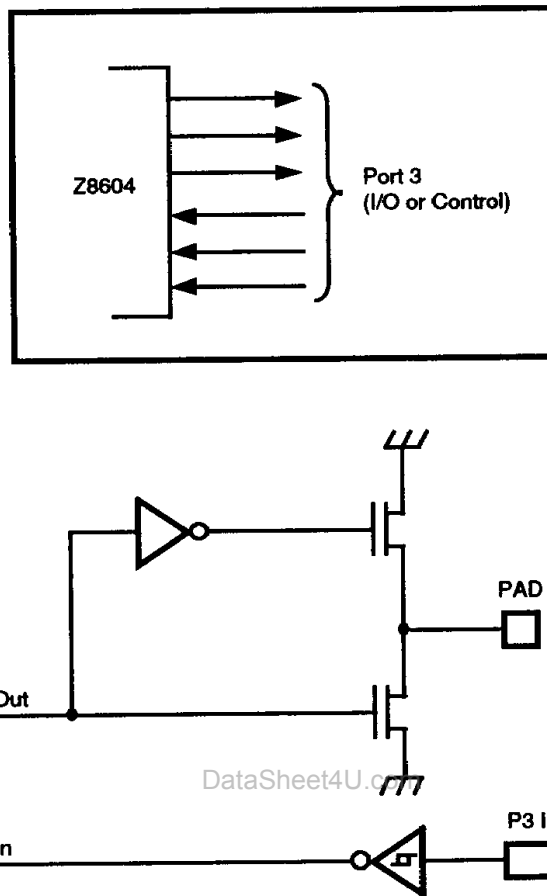 Z8604
Port 3
(I/O or Control)
PAD
Out
DataSheet4U.com
P3 I
n